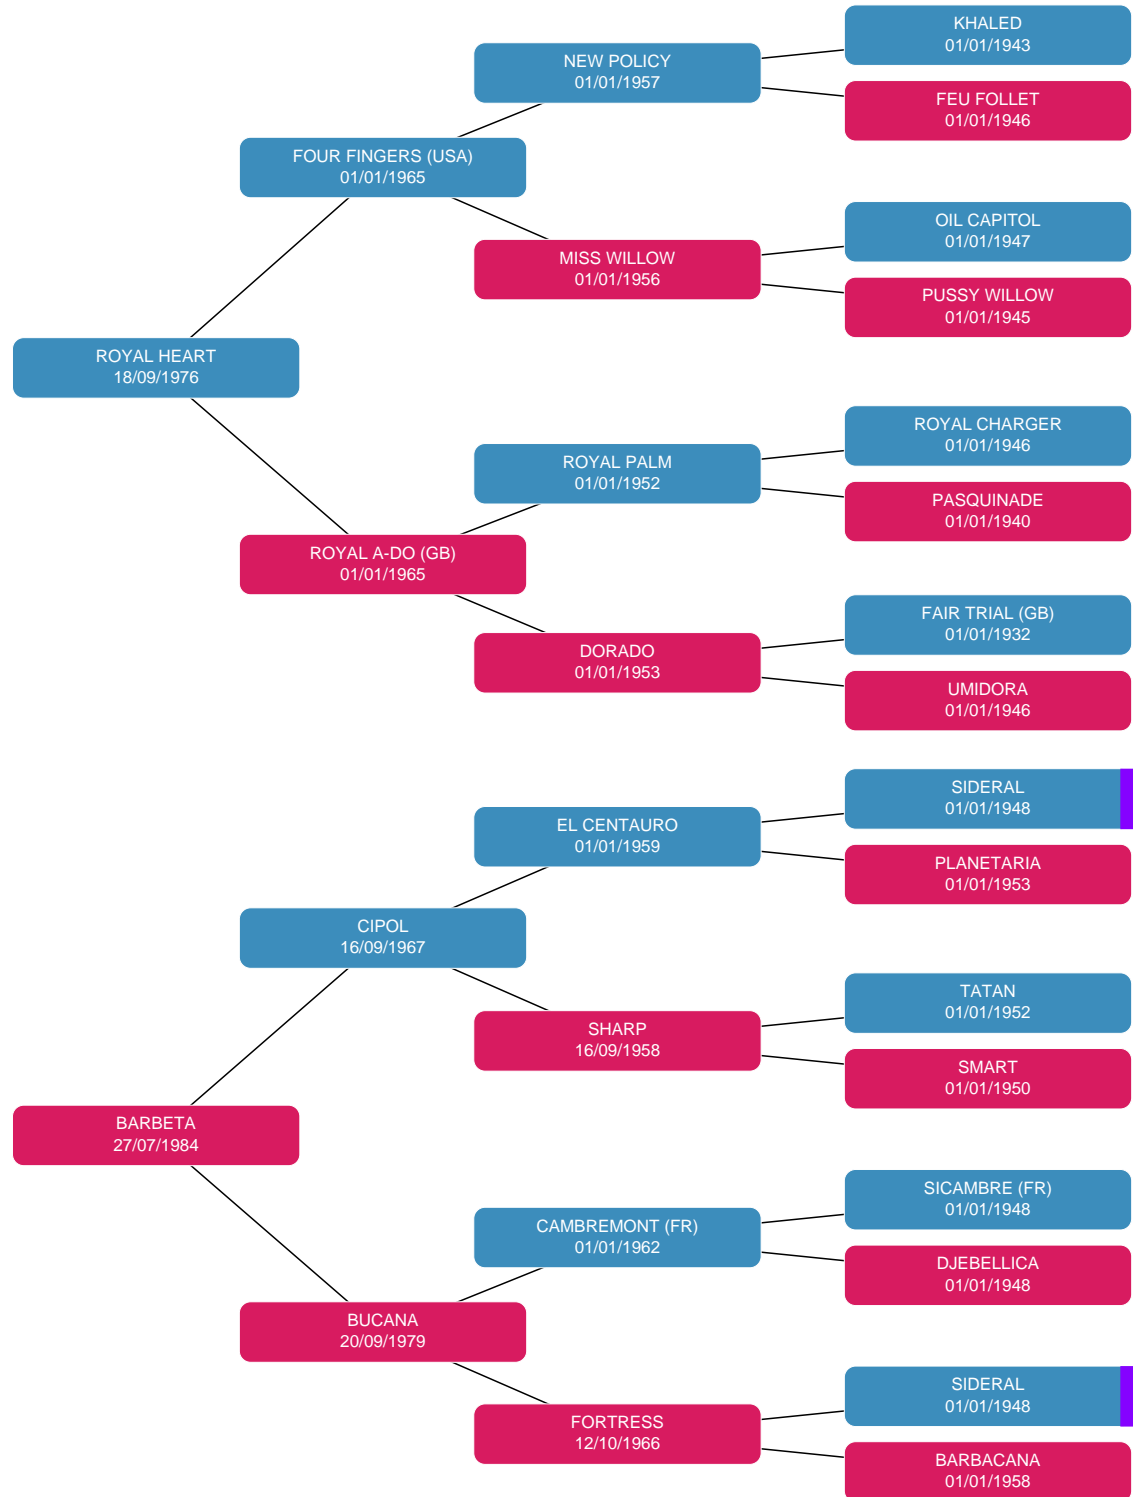 KHALED
01/01/1943
NEW POLICY
01/01/1957
FEU FOLLET
01/01/1946
FOUR FINGERS (USA)
01/01/1965
OIL CAPITOL
01/01/1947
MISS WILLOW
01/01/1956
PUSSY WILLOW
01/01/1945
ROYAL HEART
18/09/1976
ROYAL CHARGER
01/01/1946
ROYAL PALM
01/01/1952
PASQUINADE
01/01/1940
ROYAL A-DO (GB)
01/01/1965
FAIR TRIAL (GB)
01/01/1932
DORADO
01/01/1953
UMIDORA
01/01/1946
SIDERAL
01/01/1948
EL CENTAURO
01/01/1959
PLANETARIA
01/01/1953
CIPOL
16/09/1967
TATAN
01/01/1952
SHARP
16/09/1958
SMART
01/01/1950
BARBETA
27/07/1984
SICAMBRE (FR)
01/01/1948
CAMBREMONT (FR)
01/01/1962
DJEBELLICA
01/01/1948
BUCANA
20/09/1979
SIDERAL
01/01/1948
FORTRESS
12/10/1966
BARBACANA
01/01/1958